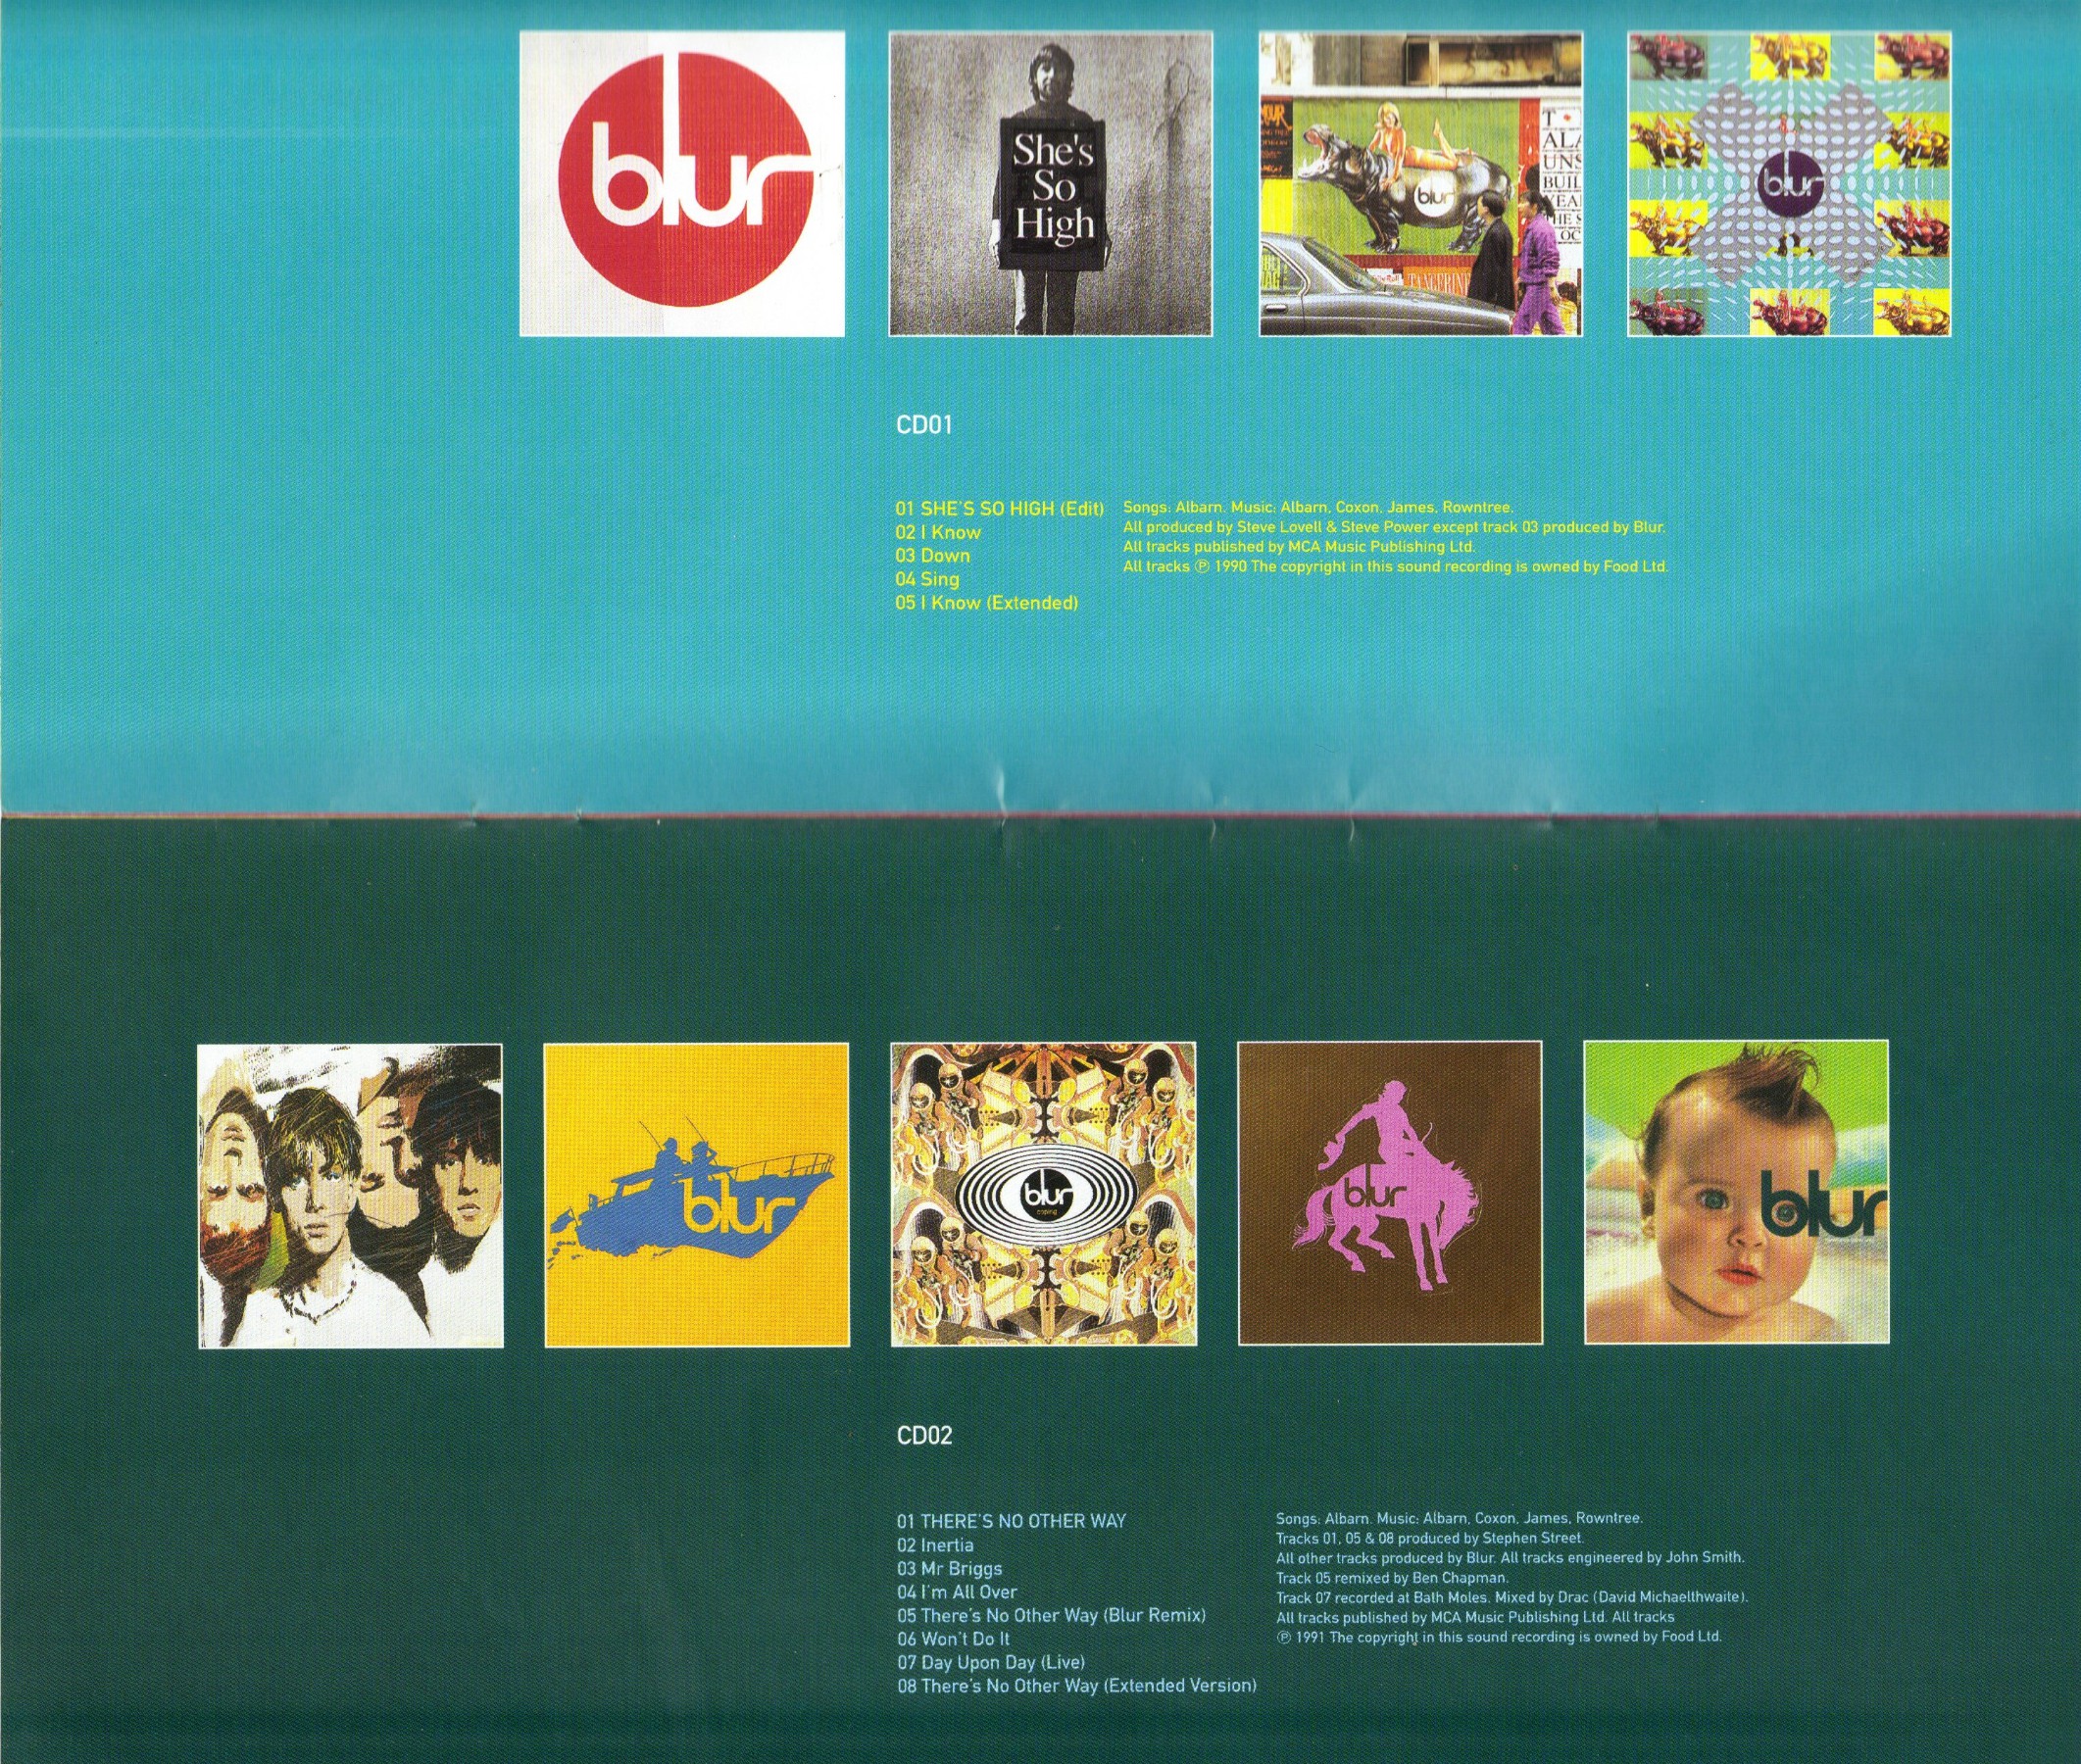 blur
She's
So
High
blur
T
ALA
UNS
BUIL
YEA
HE S
OC
TANGERINE
blur
CD01
01 SHE'S SO HIGH (Edit)
02 I Know
03 Down
04 Sing
05 I Know (Extended)
Songs: Albarn. Music: Albarn, Coxon, James, Rowntree.
All produced by Steve Lovell & Steve Power except track 03 produced by Blur.
All tracks published by MCA Music Publishing Ltd.
All tracks ℗ 1990 The copyright in this sound recording is owned by Food Ltd.
blur
blur
coping
blur
blur
CD02
01 THERE'S NO OTHER WAY
02 Inertia
03 Mr Briggs
04 I'm All Over
05 There's No Other Way (Blur Remix)
06 Won't Do It
07 Day Upon Day (Live)
08 There's No Other Way (Extended Version)
Songs: Albarn. Music: Albarn, Coxon, James, Rowntree.
Tracks 01, 05 & 08 produced by Stephen Street.
All other tracks produced by Blur. All tracks engineered by John Smith.
Track 05 remixed by Ben Chapman.
Track 07 recorded at Bath Moles. Mixed by Drac (David Michaelthwaite).
All tracks published by MCA Music Publishing Ltd. All tracks
℗ 1991 The copyright in this sound recording is owned by Food Ltd.